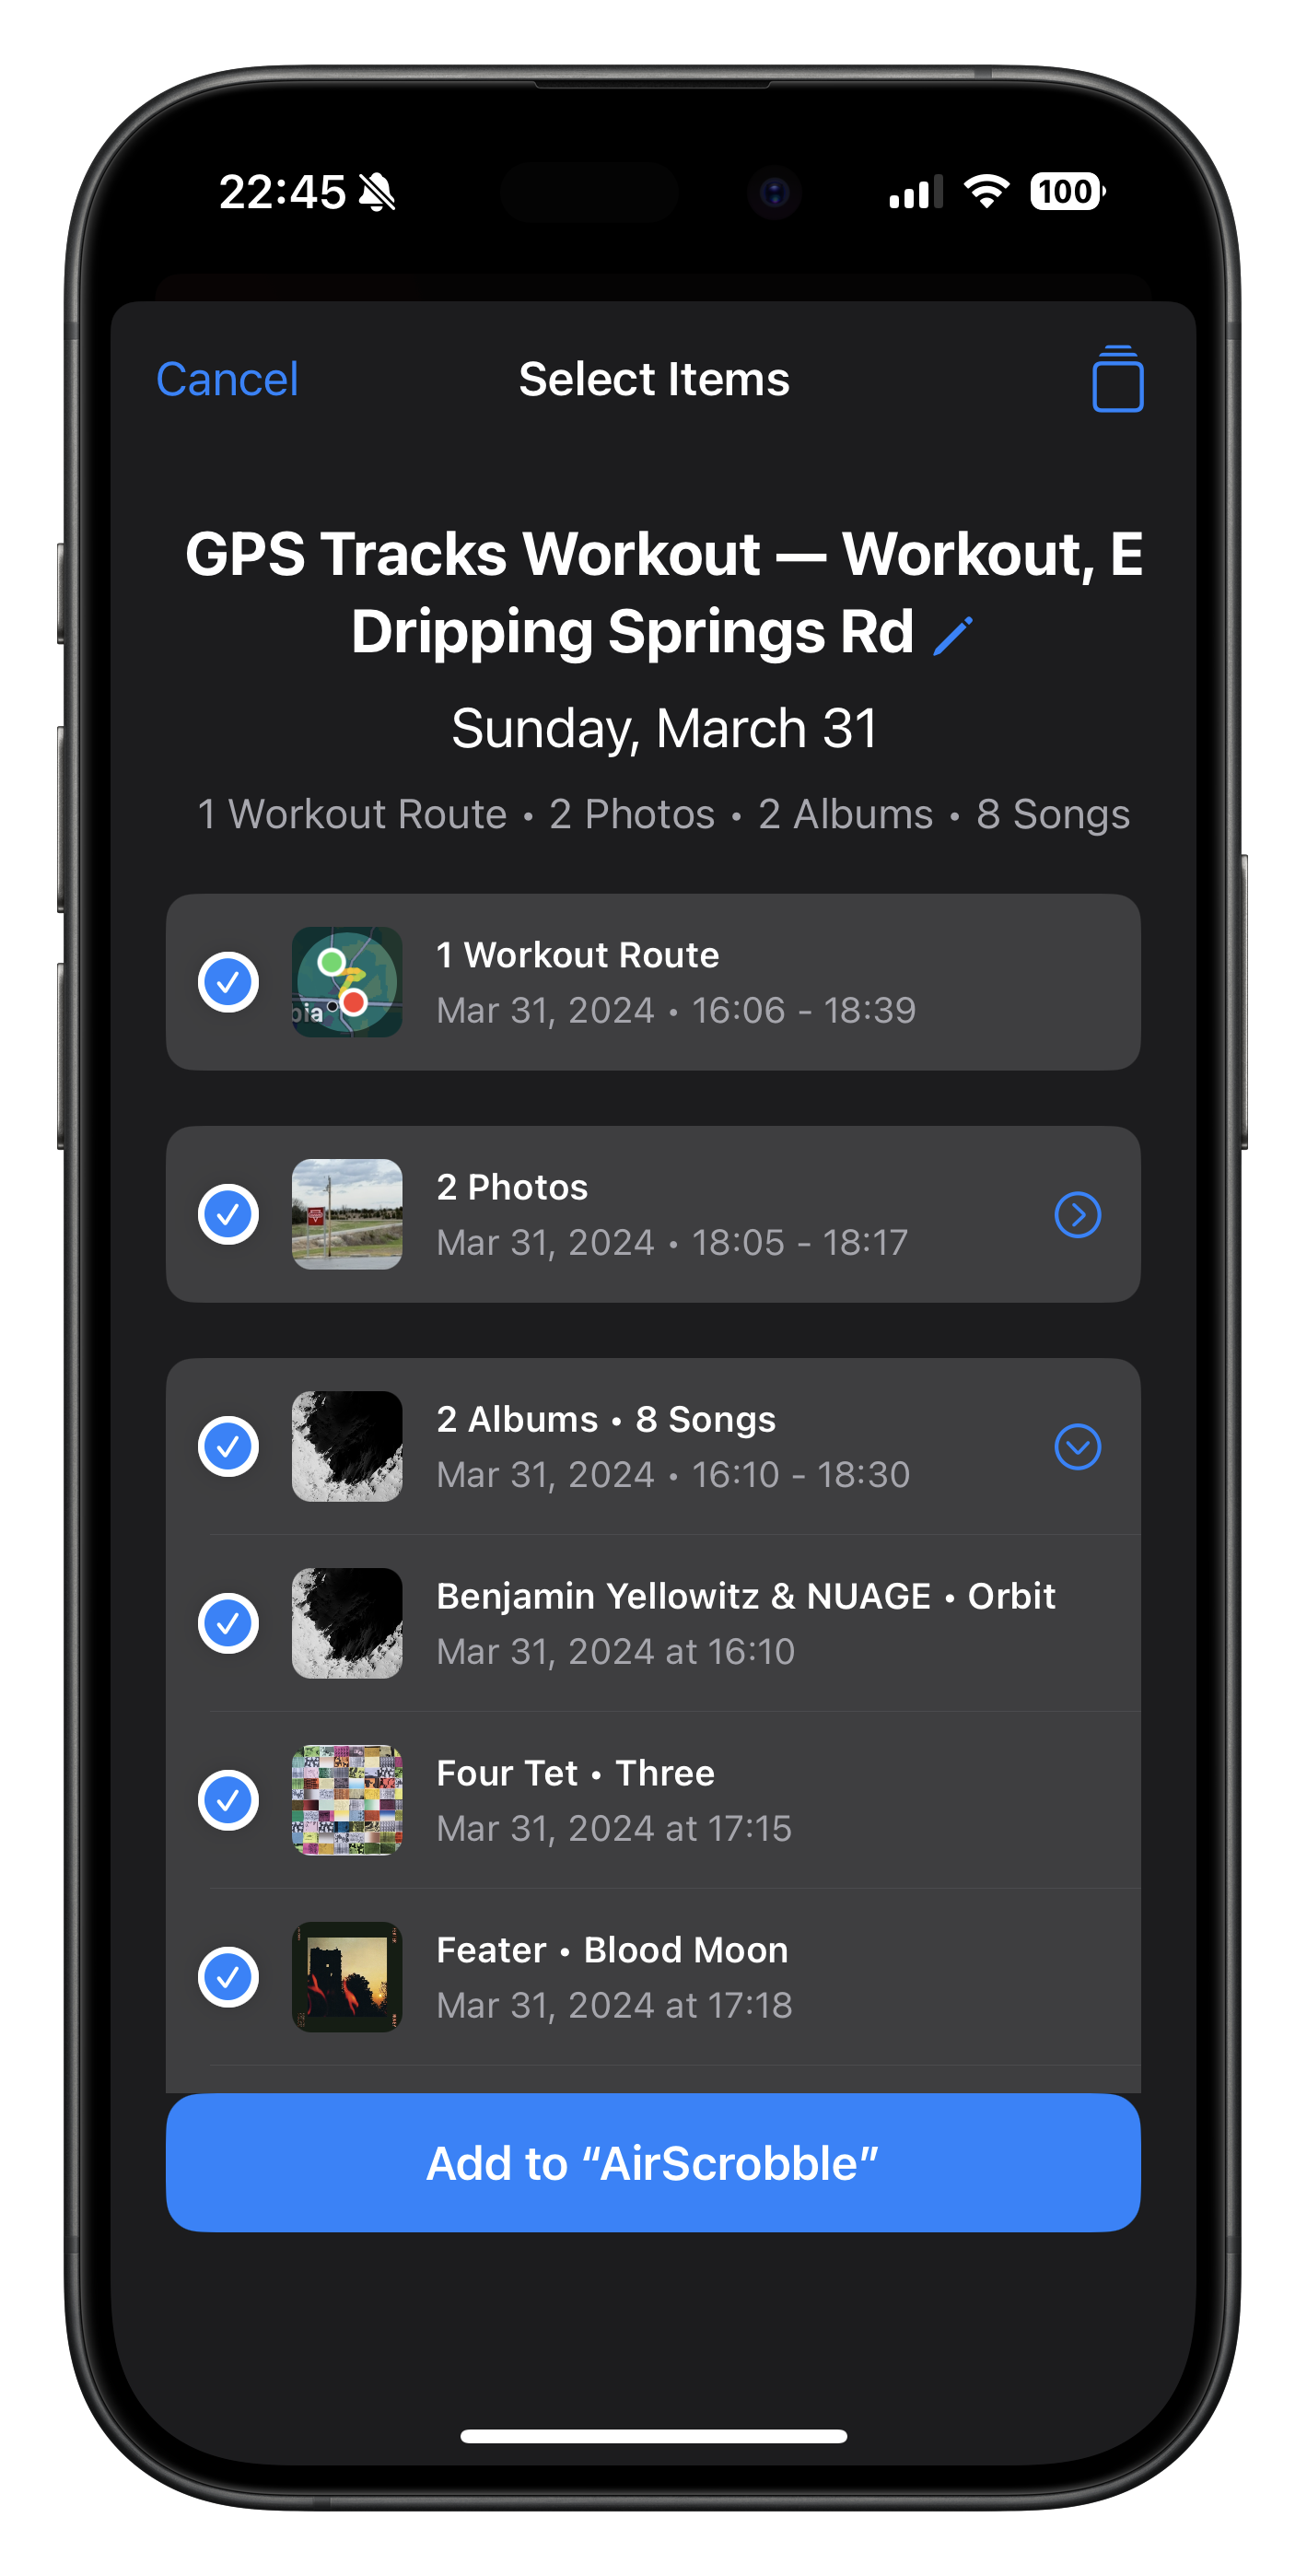 22:45
100
Cancel
Select Items
GPS Tracks Workout — Workout, E
Dripping Springs Rd
Sunday, March 31
1 Workout Route • 2 Photos • 2 Albums • 8 Songs
bia
1 Workout Route
Mar 31, 2024 • 16:06 - 18:39
2 Photos
Mar 31, 2024 • 18:05 - 18:17
2 Albums • 8 Songs
Mar 31, 2024 • 16:10 - 18:30
Benjamin Yellowitz & NUAGE • Orbit
Mar 31, 2024 at 16:10
Four Tet • Three
Mar 31, 2024 at 17:15
Feater • Blood Moon
Mar 31, 2024 at 17:18
Add to “AirScrobble”